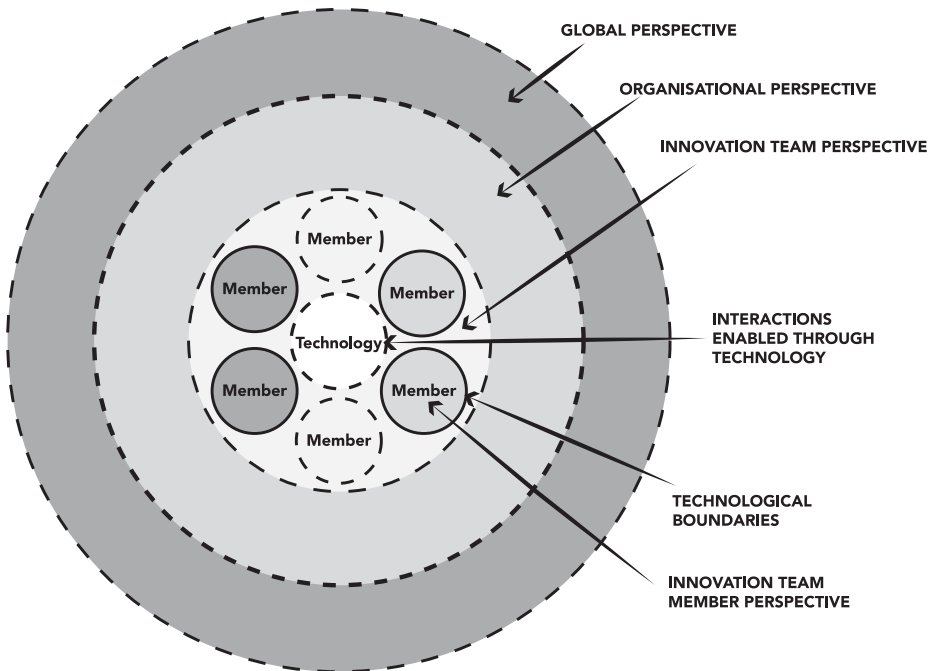 GLOBAL PERSPECTIVE
ORGANISATIONAL PERSPECTIVE
INNOVATION TEAM PERSPECTIVE
Member
Member
Member
Technology
INTERACTIONS
ENABLED THROUGH
TECHNOLOGY
Member
Member
Member
TECHNOLOGICAL
BOUNDARIES
INNOVATION TEAM
MEMBER PERSPECTIVE